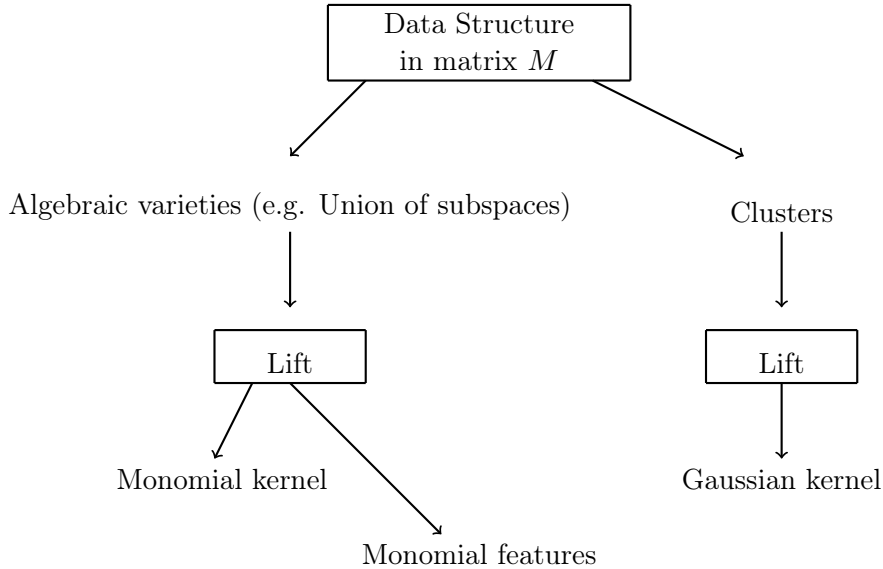 Data Structure
in matrix M
Algebraic varieties (e.g. Union of subspaces)
Clusters
Lift
Lift
Monomial kernel
Gaussian kernel
Monomial features